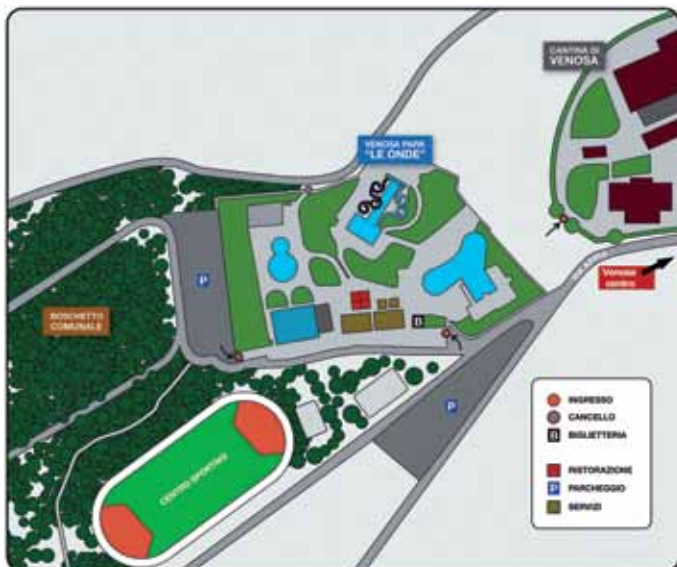 CANTINA DI
VENOSA
VENOSA PARK
"LE ONDE"
P
Venosa
centro
BOSCHETTO
COMUNALE
B
P
CENTRO SPORTIVO
INGRESSO
CANCELLO
B BIGLIETTERIA
RISTORAZIONE
P PARCHEGGIO
SERVIZI